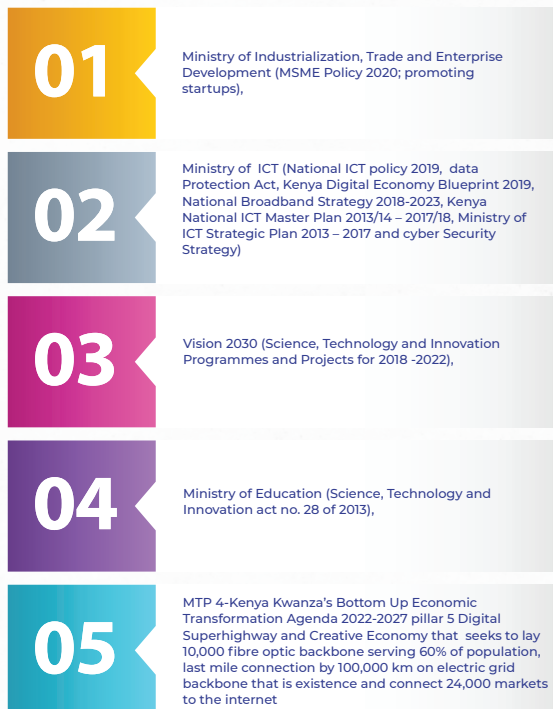 01
Ministry of Industrialization, Trade and Enterprise
Development (MSME Policy 2020; promoting
startups),
02
Ministry of  ICT (National ICT policy 2019,  data
Protection Act, Kenya Digital Economy Blueprint 2019,
National Broadband Strategy 2018-2023, Kenya
National ICT Master Plan 2013/14 – 2017/18, Ministry of
ICT Strategic Plan 2013 – 2017 and cyber Security
Strategy)
03
Vision 2030 (Science, Technology and Innovation
Programmes and Projects for 2018 -2022),
04
Ministry of Education (Science, Technology and
Innovation act no. 28 of 2013),
05
MTP 4-Kenya Kwanza’s Bottom Up Economic
Transformation Agenda 2022-2027 pillar 5 Digital
Superhighway and Creative Economy that  seeks to lay
10,000 fibre optic backbone serving 60% of population,
last mile connection by 100,000 km on electric grid
backbone that is existence and connect 24,000 markets
to the internet